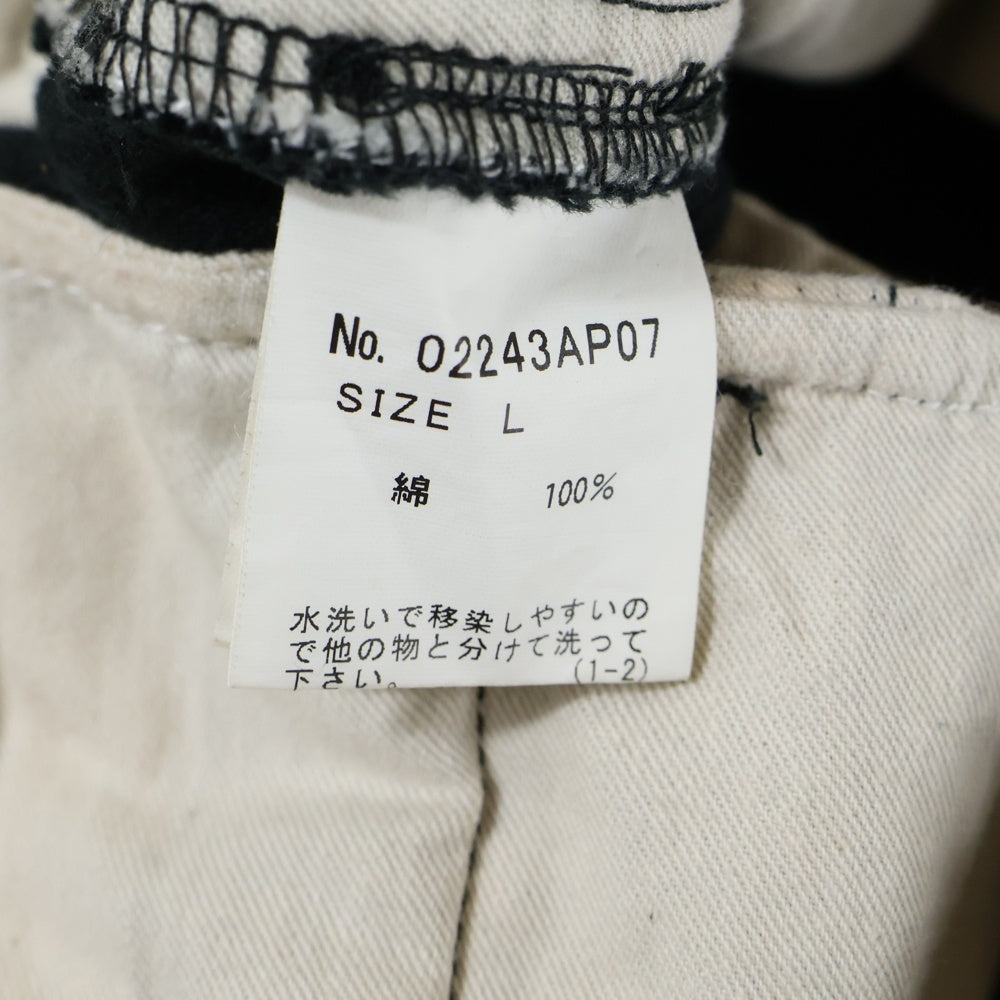 No. 02243AP07
SIZE L
綿 100%
水洗いで移染しやすいの
で他の物と分けて洗って
下さい。 (1-2)